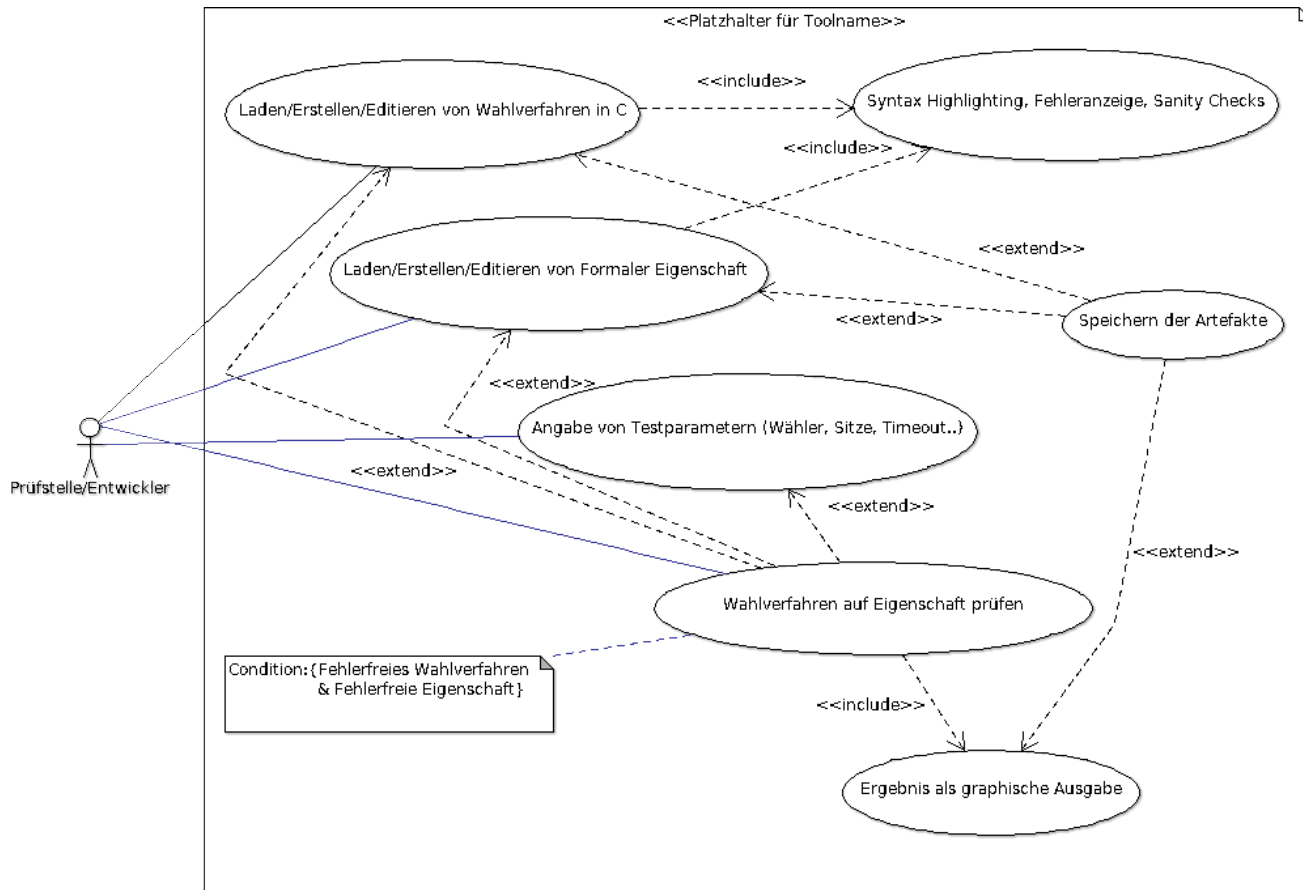 <<Platzhalter für Toolname>>
<<include>>
Laden/Erstellen/Editieren von Wahlverfahren in C
Syntax Highlighting, Fehleranzeige, Sanity Checks
<<include>>
<<extend>>
Laden/Erstellen/Editieren von Formaler Eigenschaft
<<extend>>
Speichern der Artefakte
<<extend>>
Angabe von Testparametern (Wähler, Sitze, Timeout..)
<<extend>>
Prüfstelle/Entwickler
<<extend>>
<<extend>>
Wahlverfahren auf Eigenschaft prüfen
Condition:{Fehlerfreies Wahlverfahren
& Fehlerfreie Eigenschaft}
<<include>>
Ergebnis als graphische Ausgabe